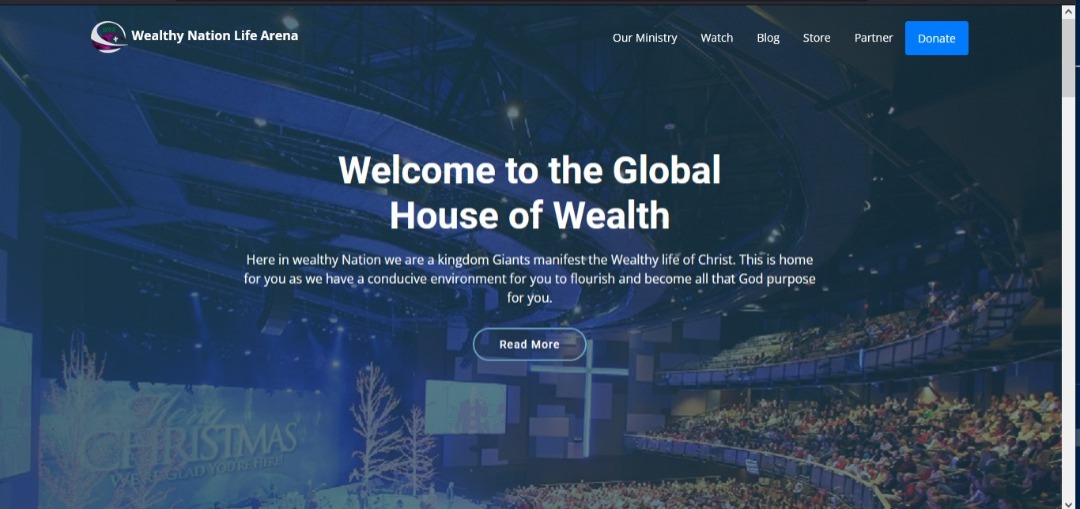 Wealthy Nation Life Arena
Our Ministry Watch Blog Store Partner Donate
Welcome to the Global
House of Wealth
Here in wealthy Nation we are a kingdom Giants manifest the Wealthy life of Christ. This is home
for you as we have a conducive environment for you to flourish and become all that God purpose
for you.
Read More
CHRISTMAS
WE'RE GLAD YOU'RE HERE!